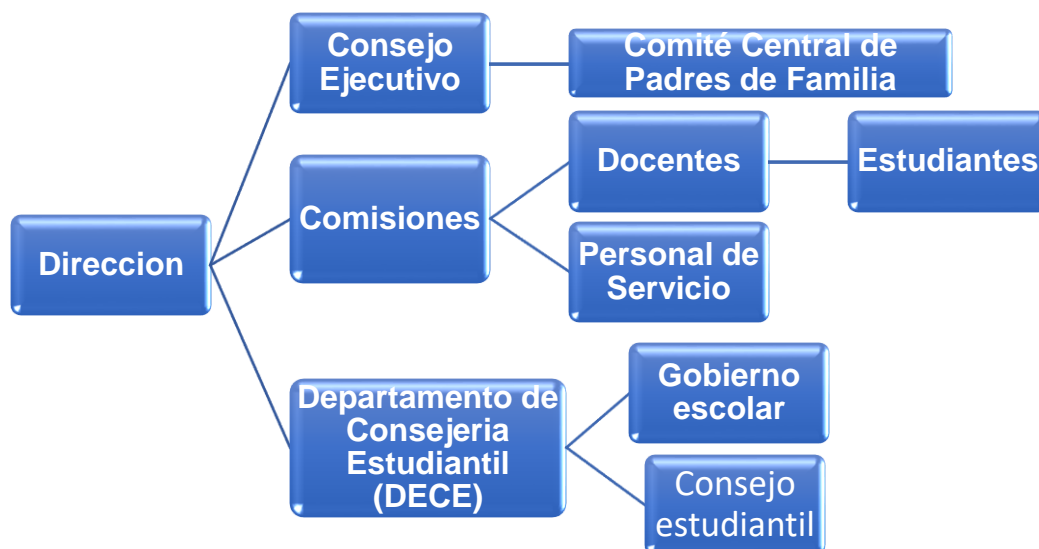 Direccion
Consejo
Ejecutivo
Comité Central de
Padres de Familia
Comisiones
Docentes
Estudiantes
Personal de
Servicio
Departamento de
Consejeria
Estudiantil
(DECE)
Gobierno
escolar
Consejo
estudiantil